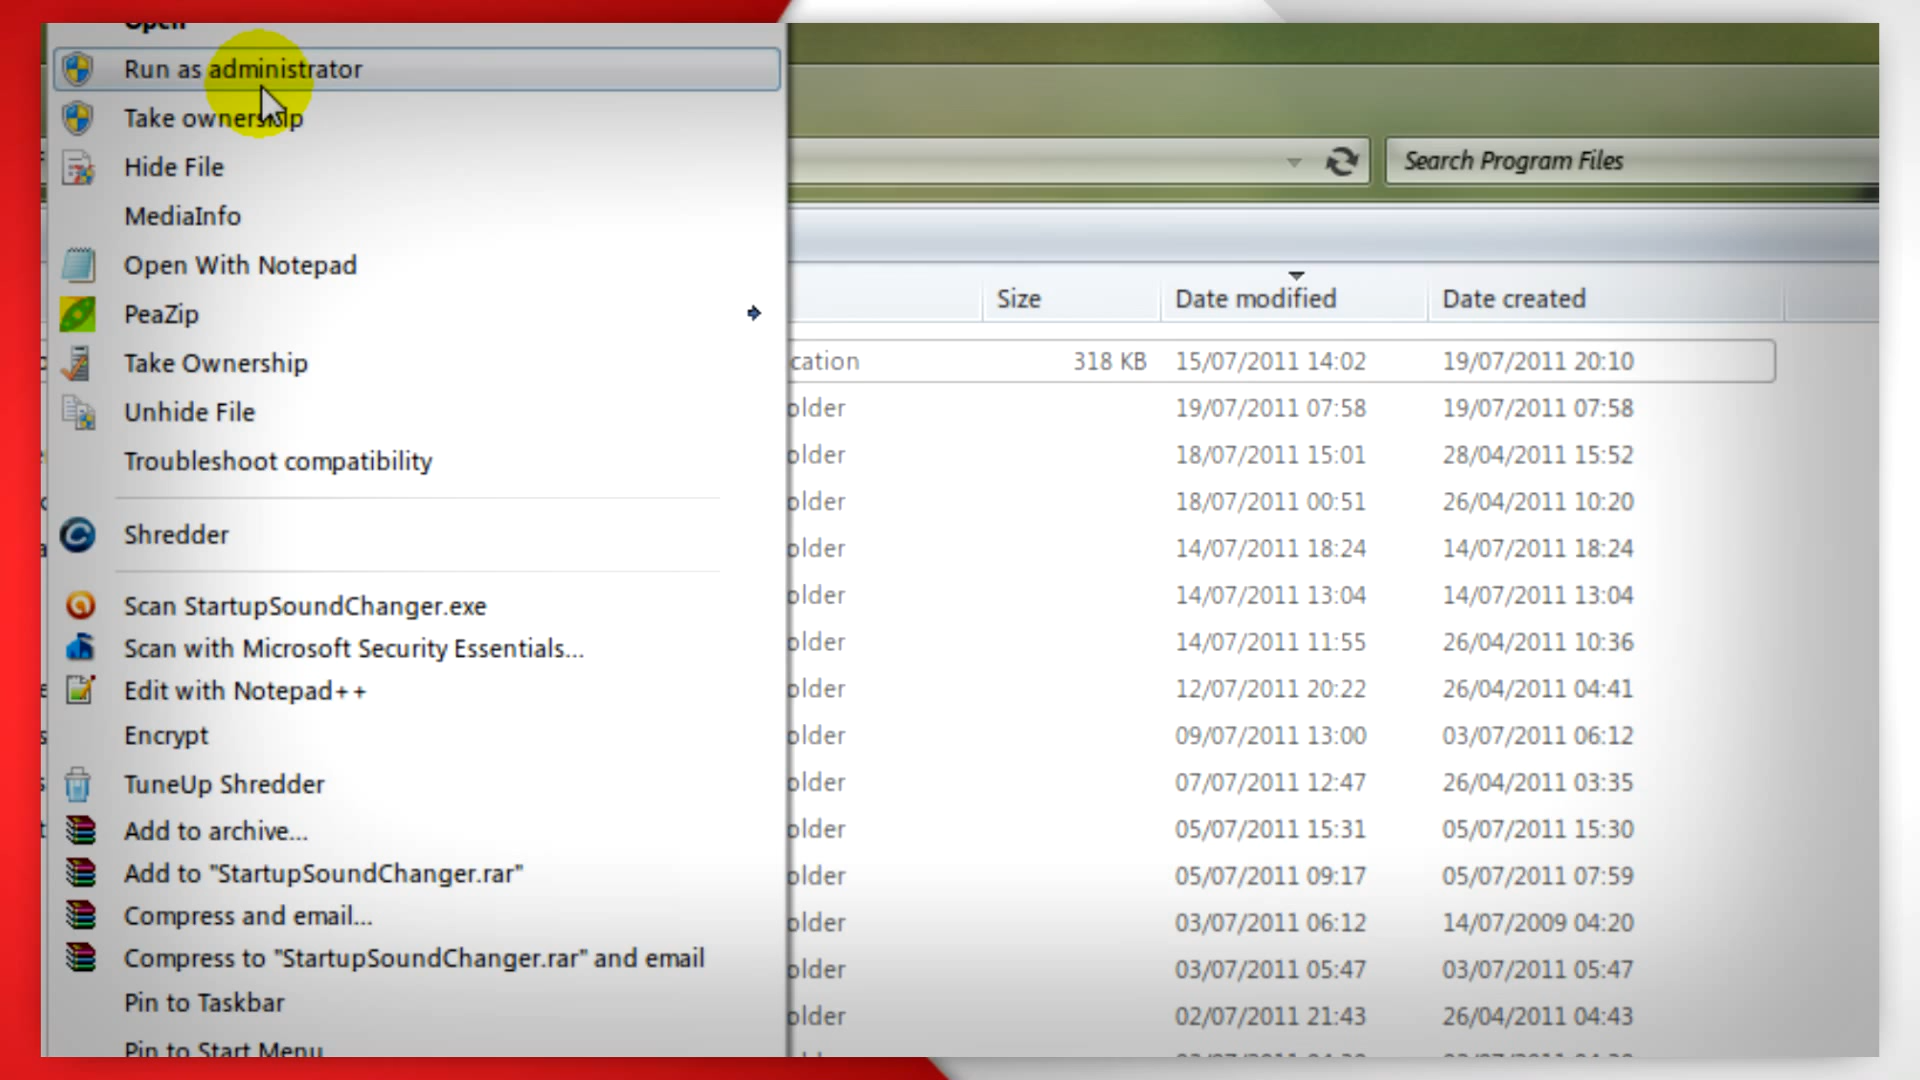 Open
Run as administrator
Take ownership
Hide File
MediaInfo
Open With Notepad
PeaZip
Take Ownership
Unhide File
Troubleshoot compatibility
Shredder
Scan StartupSoundChanger.exe
Scan with Microsoft Security Essentials...
Edit with Notepad++
Encrypt
TuneUp Shredder
Add to archive...
Add to "StartupSoundChanger.rar"
Compress and email...
Compress to "StartupSoundChanger.rar" and email
Pin to Taskbar
Pin to Start Menu
Search Program Files
Size Date modified Date created
cation 318 KB 15/07/2011 14:02 19/07/2011 20:10
older 19/07/2011 07:58 19/07/2011 07:58
older 18/07/2011 15:01 28/04/2011 15:52
older 18/07/2011 00:51 26/04/2011 10:20
older 14/07/2011 18:24 14/07/2011 18:24
older 14/07/2011 13:04 14/07/2011 13:04
older 14/07/2011 11:55 26/04/2011 10:36
older 12/07/2011 20:22 26/04/2011 04:41
older 09/07/2011 13:00 03/07/2011 06:12
older 07/07/2011 12:47 26/04/2011 03:35
older 05/07/2011 15:31 05/07/2011 15:30
older 05/07/2011 09:17 05/07/2011 07:59
older 03/07/2011 06:12 14/07/2009 04:20
older 03/07/2011 05:47 03/07/2011 05:47
older 02/07/2011 21:43 26/04/2011 04:43